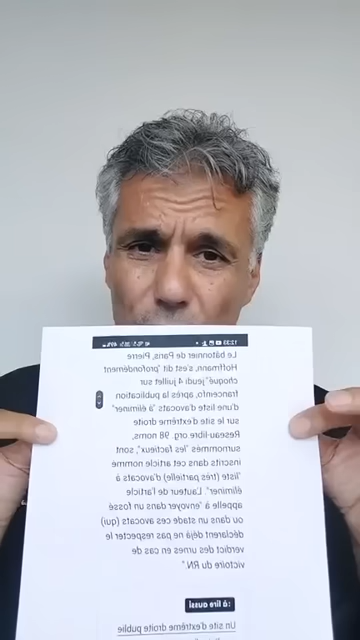 12:33
49%
Le bâtonnier de Paris, Pierre
Hoffmann, s'est dit "profondément
choqué" jeudi 4 juillet sur
franceinfo, après la publication
d'une liste d'avocats "à éliminer"
sur le site d'extrême droite
Réseau libre.org. 98 noms,
surnommés "les factieux", sont
inscrits dans cet article nommé
"liste (très partielle) d'avocats à
éliminer". L'auteur de l'article
appelle à "envoyer dans un fossé
ou dans un stade ces avocats (qui)
déclarent déjà ne pas respecter le
verdict des urnes en cas de
victoire du RN."
à lire aussi :
Un site d'extrême droite publie